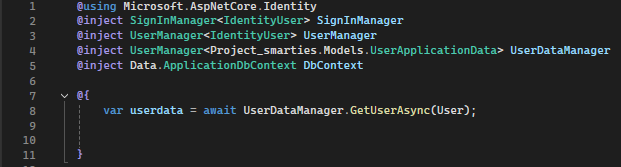 1 @using Microsoft.AspNetCore.Identity
2 @inject SignInManager<IdentityUser> SignInManager
3 @inject UserManager<IdentityUser> UserManager
4 @inject UserManager<Project_smarties.Models.UserApplicationData> UserDataManager
5 @inject Data.ApplicationDbContext DbContext
6
7 @{
8 var userdata = await UserDataManager.GetUserAsync(User);
9
10
11 }